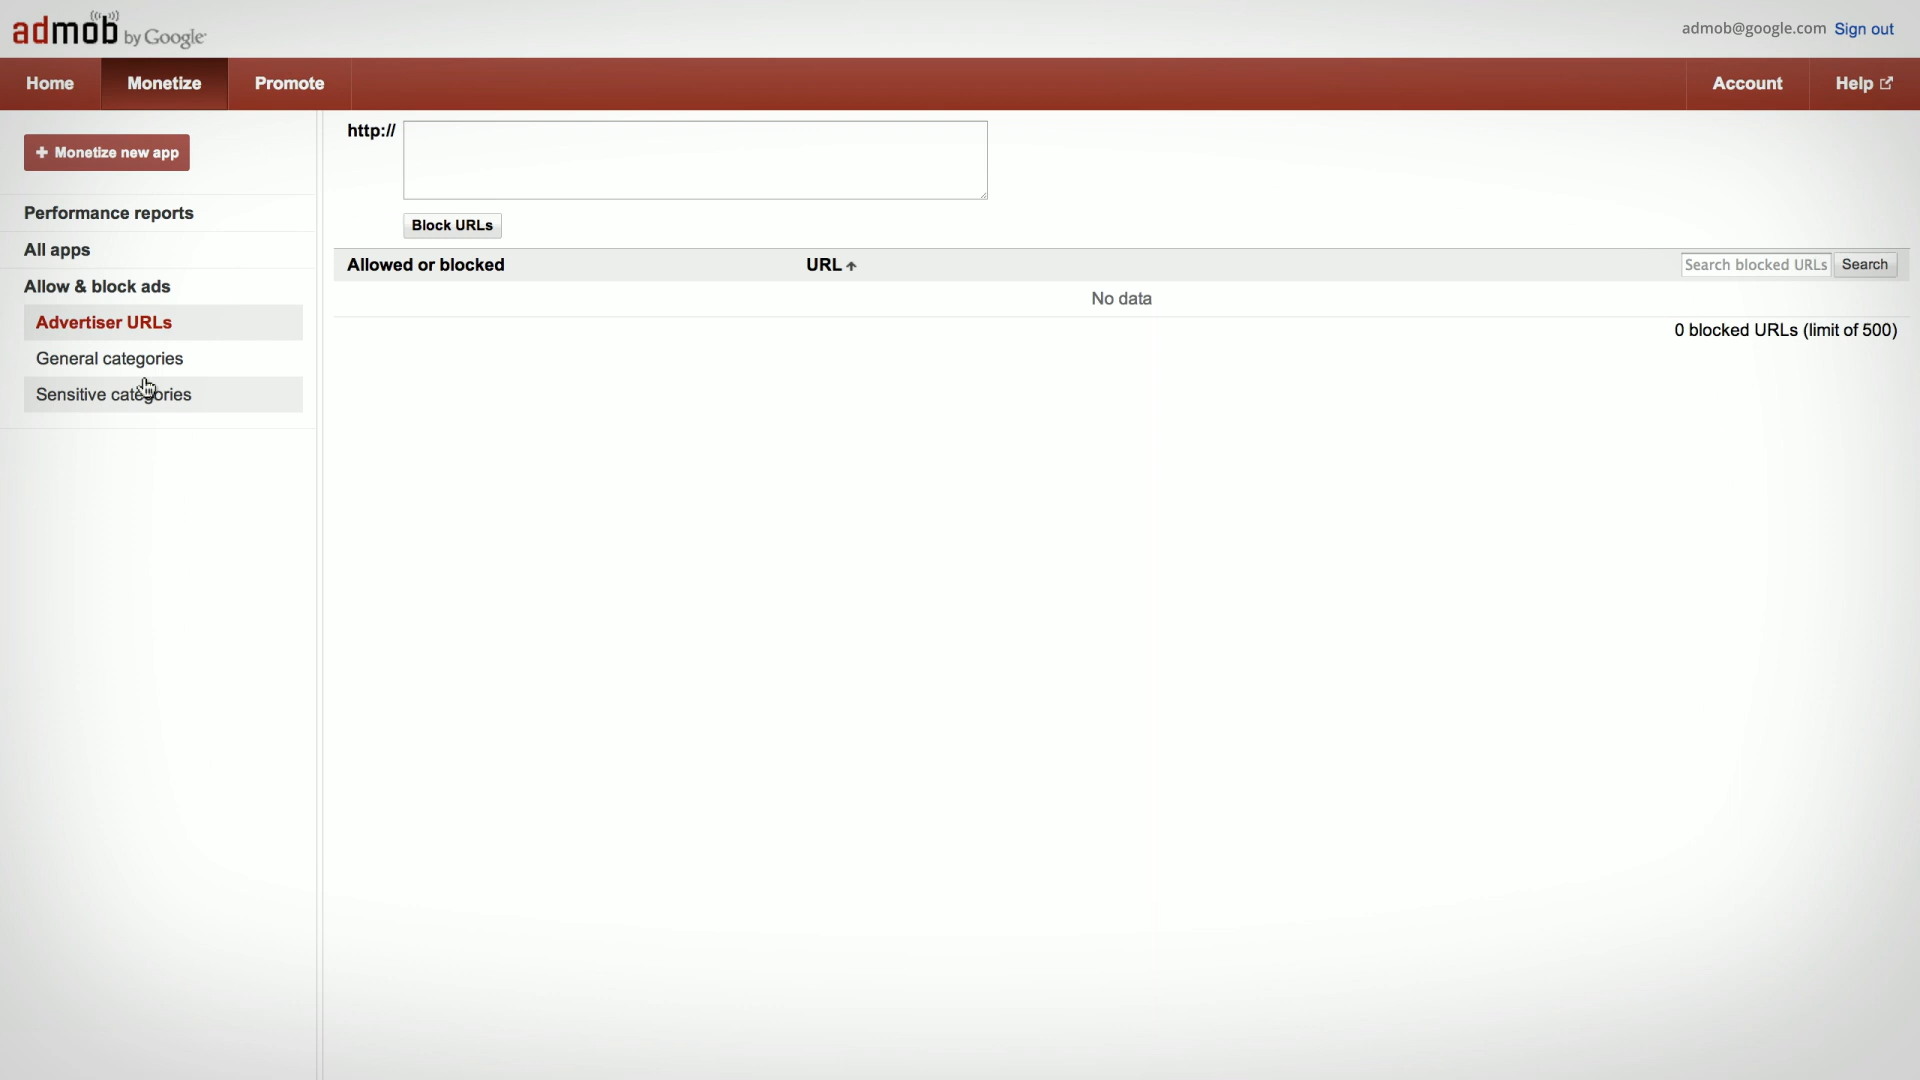 admob by Google
admob@google.com Sign out
Home Monetize Promote Account Help
+ Monetize new app
Performance reports
All apps
Allow & block ads
Advertiser URLs
General categories
Sensitive categories
http://
Block URLs
Allowed or blocked URL Search blocked URLs Search
No data
0 blocked URLs (limit of 500)